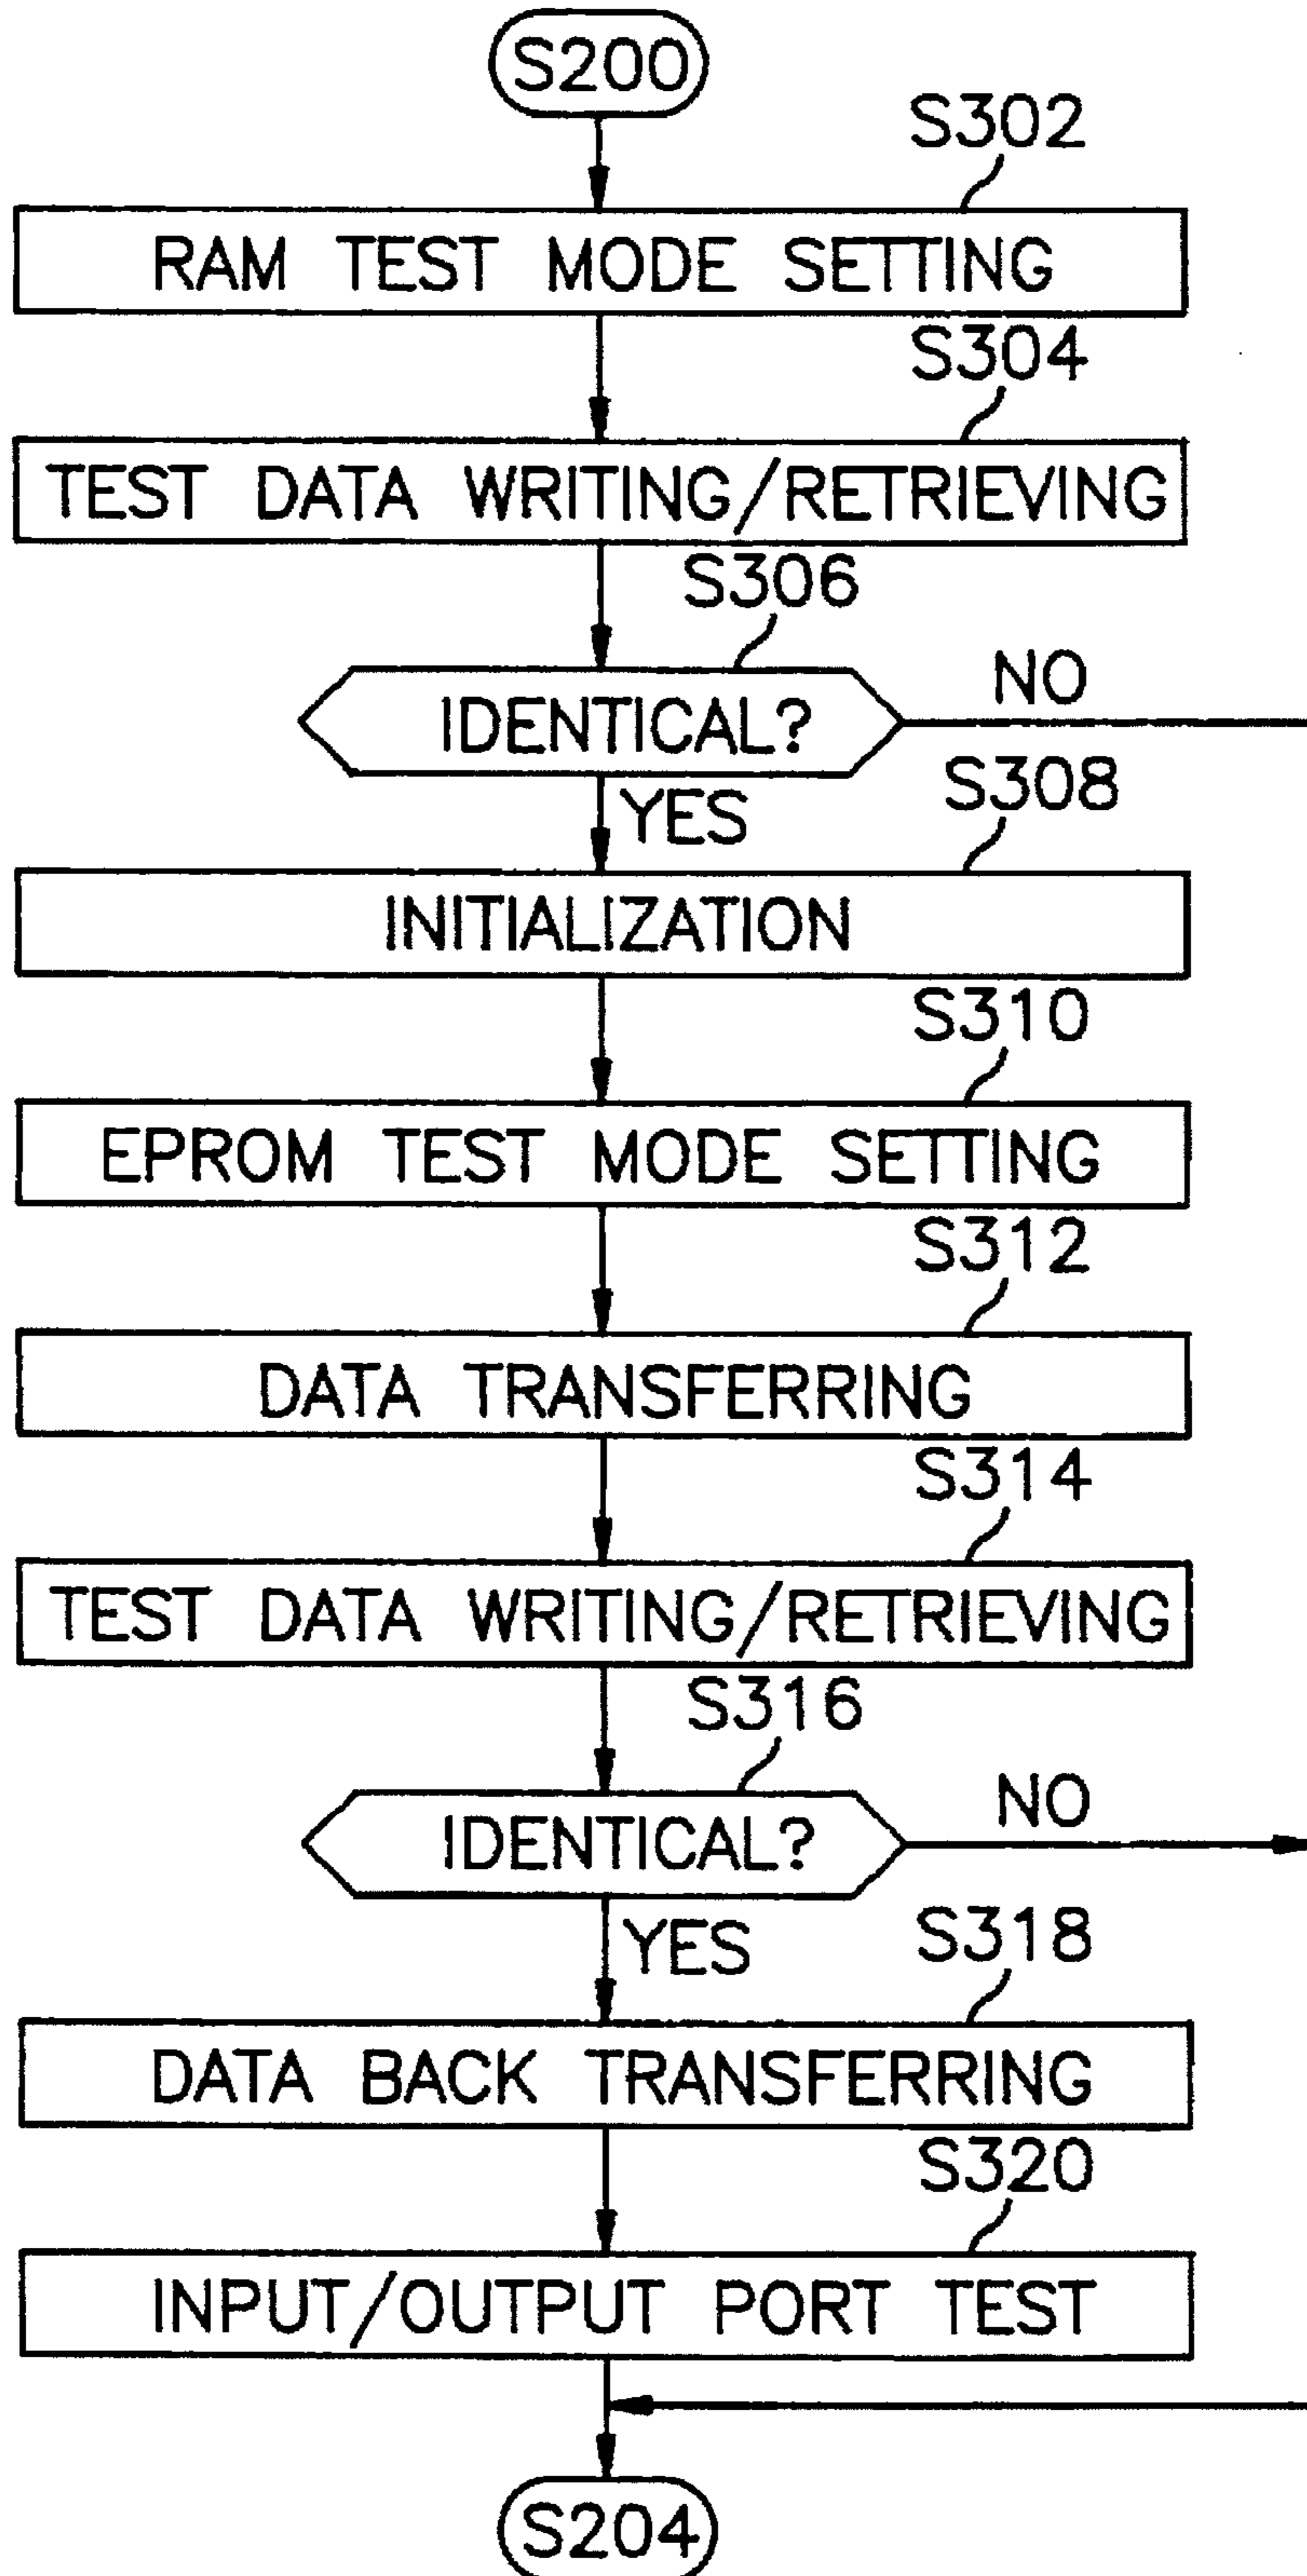 S200
S302
RAM TEST MODE SETTING
S304
TEST DATA WRITING/RETRIEVING
S306
IDENTICAL?
NO
YES
S308
INITIALIZATION
S310
EPROM TEST MODE SETTING
S312
DATA TRANSFERRING
S314
TEST DATA WRITING/RETRIEVING
S316
IDENTICAL?
NO
YES
S318
DATA BACK TRANSFERRING
S320
INPUT/OUTPUT PORT TEST
S204